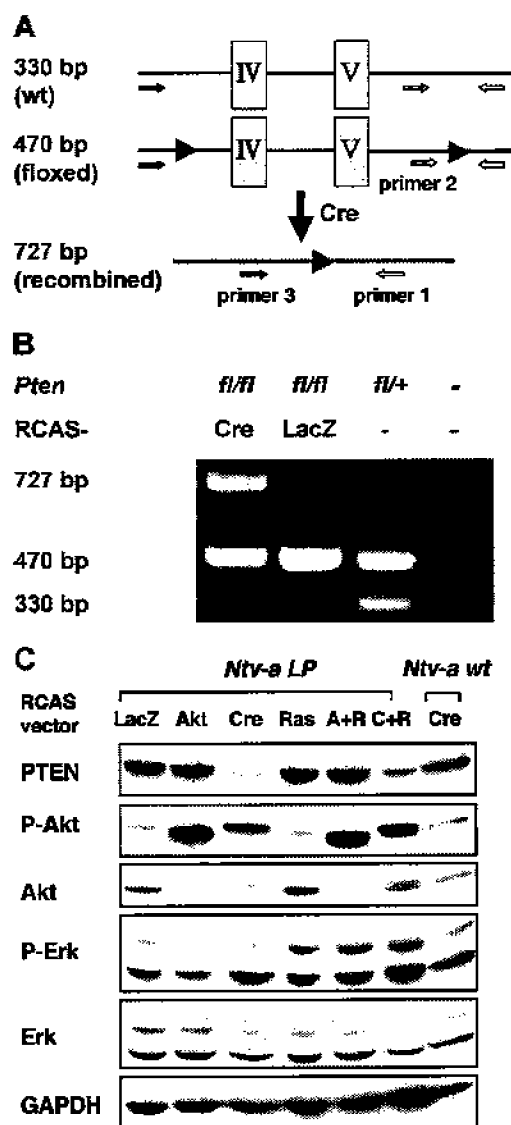 A
330 bp
(wt)
IV V
470 bp
(floxed)
IV V
primer 2
Cre
727 bp
(recombined)
primer 3 primer 1
B
Pten fl/fl fl/fl fl/+ -
RCAS- Cre LacZ - -
727 bp
470 bp
330 bp
C
Ntv-a LP Ntv-a wt
RCAS
vector
LacZ Akt Cre Ras A+R C+R Cre
PTEN
P-Akt
Akt
P-Erk
Erk
GAPDH